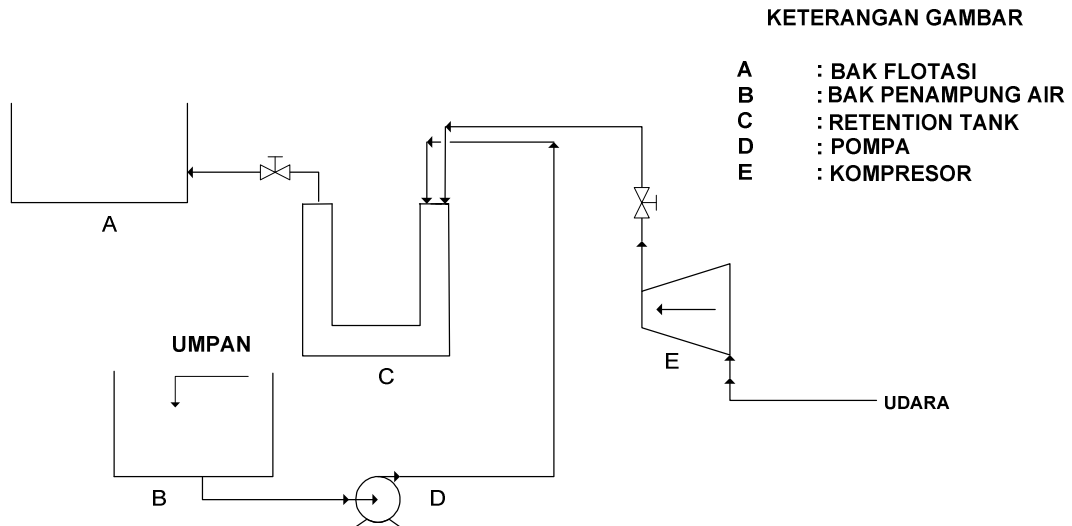 KETERANGAN GAMBAR
A : BAK FLOTASI
B : BAK PENAMPUNG AIR
C : RETENTION TANK
D : POMPA
E : KOMPRESOR
A
UMPAN
C
E
UDARA
B
D